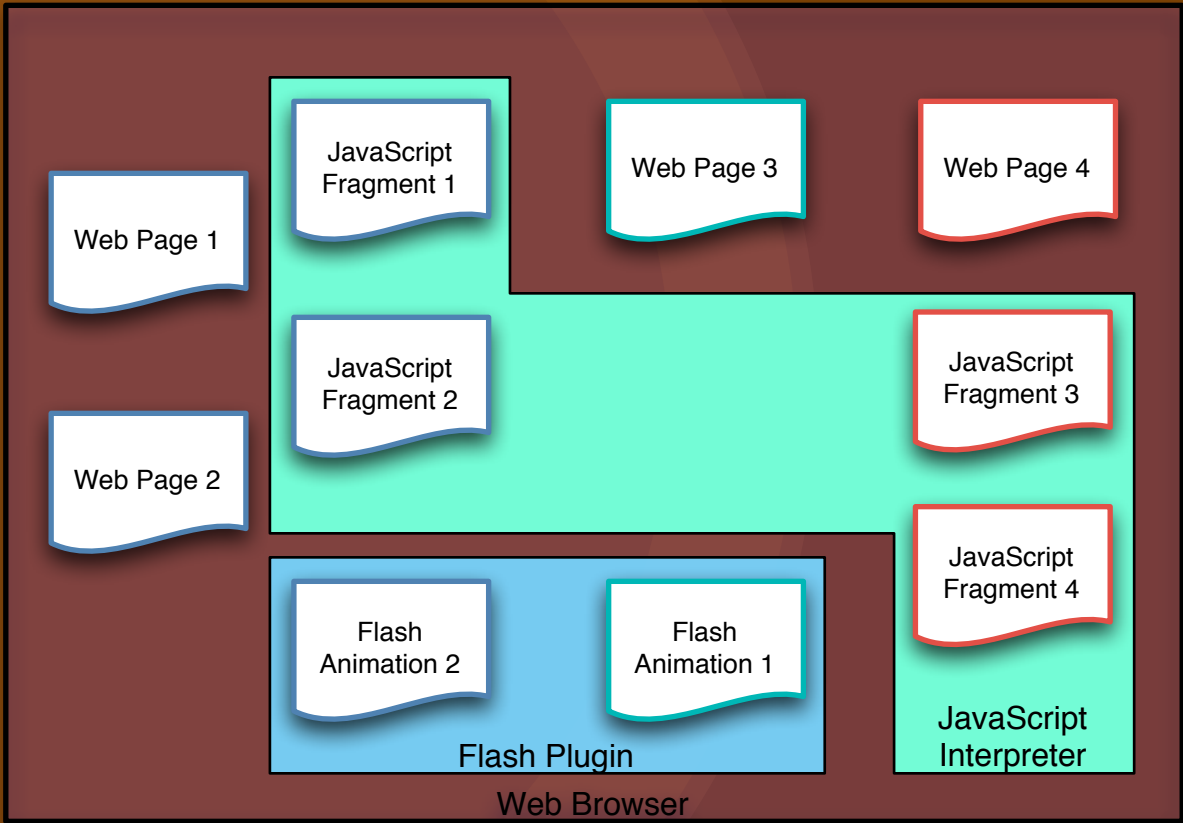 JavaScript
Fragment 1
Web Page 3
Web Page 4
Web Page 1
JavaScript
Fragment 2
JavaScript
Fragment 3
Web Page 2
JavaScript
Fragment 4
Flash
Animation 2
Flash
Animation 1
JavaScript
Interpreter
Flash Plugin
Web Browser